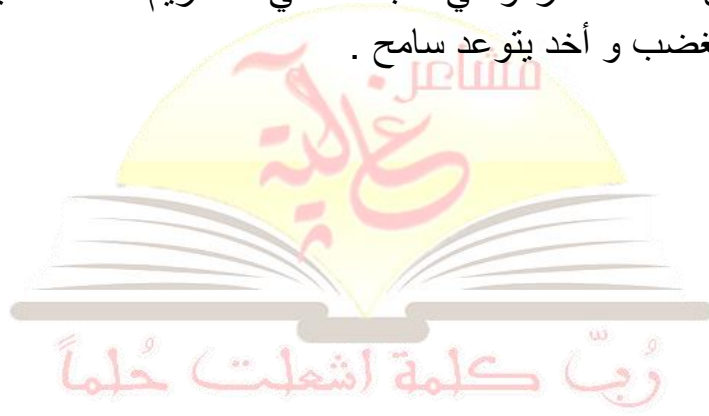 غضب و أخد يتوعد سامح .
مشاعر
غالية
رُبّ كلمة اشعلت حُلماً